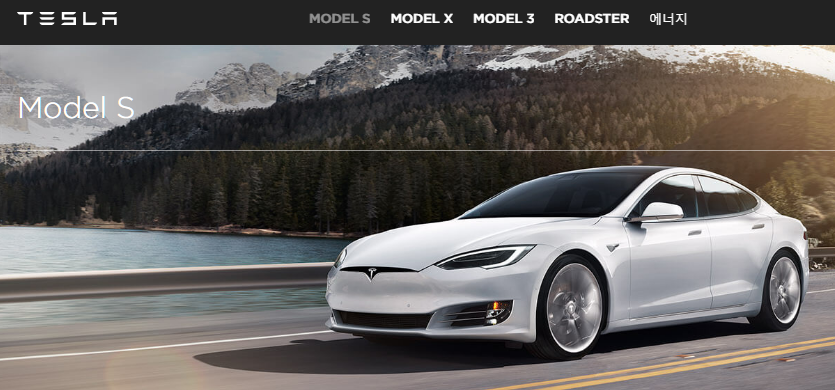 TESLA MODEL S MODEL X MODEL 3 ROADSTER 에너지
Model S